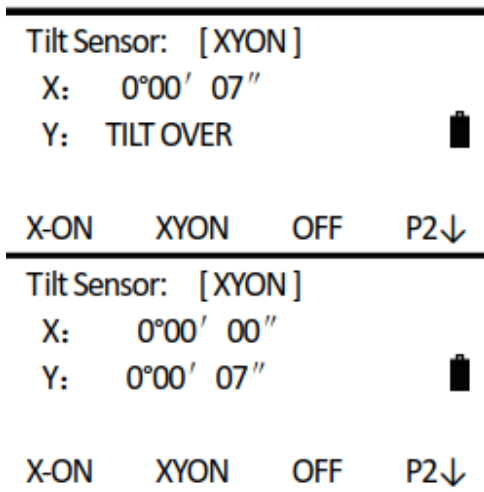 Tilt Sensor: [ XYON ]
X： 0°00′ 07″
Y： TILT OVER
X-ON XYON OFF P2↓
Tilt Sensor: [ XYON ]
X： 0°00′ 00″
Y： 0°00′ 07″
X-ON XYON OFF P2↓